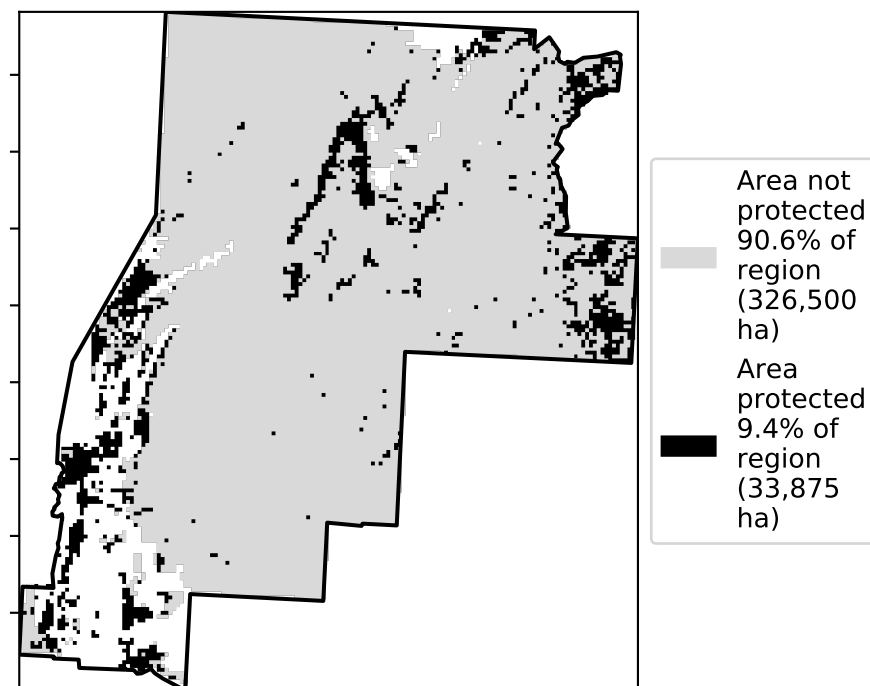 Area not
protected
90.6% of
region
(326,500
ha)
Area
protected
9.4% of
region
(33,875
ha)